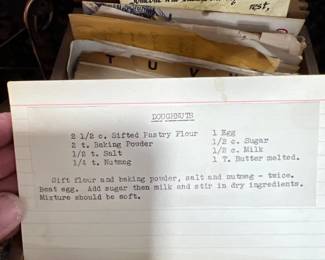 rest,
T U V
DOUGHNUTS
2 1/2 c. Sifted Pastry Flour 1 Egg
2 t. Baking Powder 1/2 c. Sugar
1/2 t. Salt 1/2 c. Milk
1/4 t. Nutmeg 1 T. Butter melted.
Sift flour and baking powder, salt and nutmeg - twice.
Beat egg. Add sugar then milk and stir in dry ingredients.
Mixture should be soft.